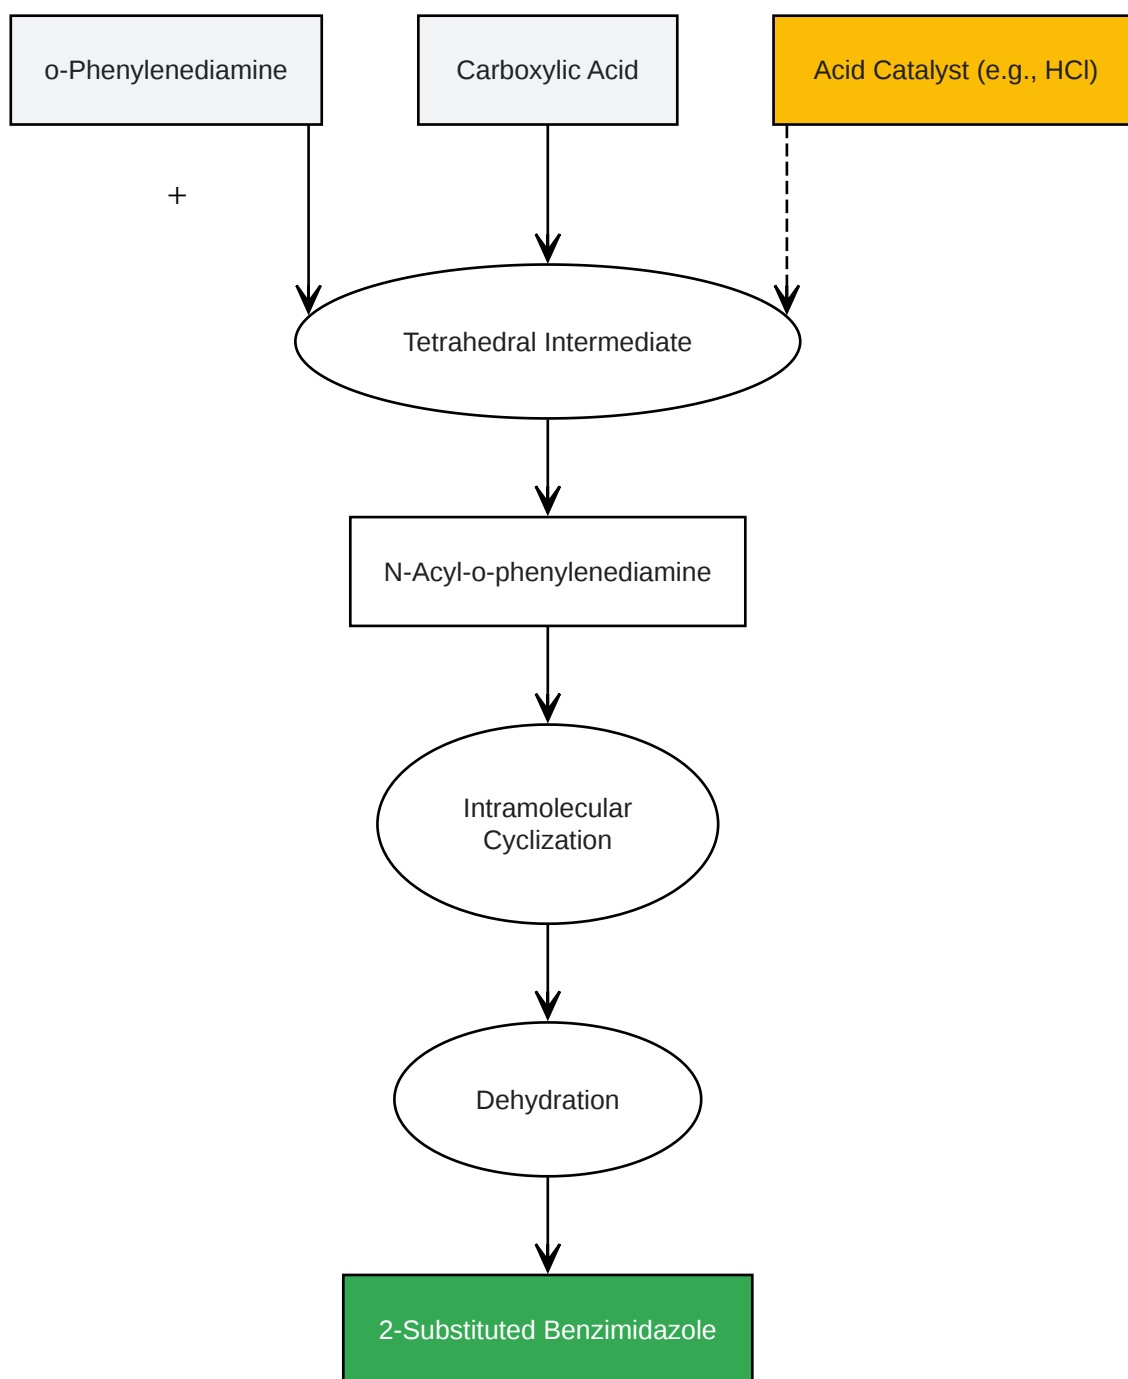 o-Phenylenediamine
Carboxylic Acid
Acid Catalyst (e.g., HCl)
+
Tetrahedral Intermediate
N-Acyl-o-phenylenediamine
Intramolecular
Cyclization
Dehydration
2-Substituted Benzimidazole